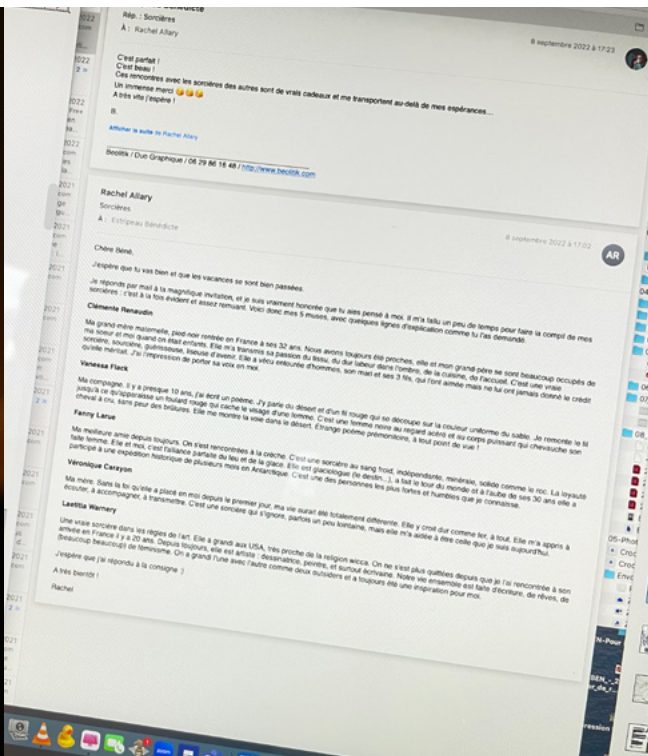 Rép. : Sorcières
À : Rachel Allary
8 septembre 2022 à 17:23
C'est parfait !
C'est beau !
Ces rencontres avec les sorcières des autres sont de vrais cadeaux et me transportent au-delà de mes espérances...
Un immense merci 😘😘😘
A très vite j'espère !
B.
Afficher la suite de Rachel Allary
Beolitik / Duo Graphique / 06 29 86 16 48 / http://www.beolitik.com
Rachel Allary
Sorcières
À : Estripeau Bénédicte
8 septembre 2022 à 17:02
AR
Chère Béné,
J'espère que tu vas bien et que les vacances se sont bien passées.
Je réponds par mail à ta magnifique invitation, et je suis vraiment honorée que tu aies pensé à moi. Il m'a fallu un peu de temps pour faire la compil de mes
sorcières : c'est à la fois évident et assez remuant. Voici donc mes 5 muses, avec quelques lignes d'explication comme tu l'as demandé.
Clémente Renaudin
Ma grand-mère maternelle, pied-noir rentrée en France à ses 32 ans. Nous avons toujours été proches, elle et mon grand père se sont beaucoup occupés de
ma soeur et moi quand on était enfants. Elle m'a transmis sa passion du tissu, du dur labeur dans l'ombre, de la cuisine, de l'accueil. C'est une vraie
sorcière, sourcière, guérisseuse, liseuse d'avenir. Elle a vécu entourée d'hommes, son mari et ses 3 fils, qui l'ont aimée mais ne lui ont jamais donné le crédit
qu'elle méritait. J'ai l'impression de porter sa voix en moi.
Vanessa Flack
Ma compagne. Il y a presque 10 ans, j'ai écrit un poème. J'y parle du désert et d'un fil rouge qui se découpe sur la couleur uniforme du sable. Je remonte le fil
jusqu'à ce qu'apparaisse un foulard rouge qui cache le visage d'une femme. C'est une femme noire au regard acéré et au corps puissant qui chevauche son
cheval à cru, sans peur des brûlures. Elle me montre la voie dans le désert. Etrange poème prémonitoire, à tout point de vue !
Fanny Larue
Ma meilleure amie depuis toujours. On s'est rencontrées à la crèche. C'est une sorcière au sang froid, indépendante, minérale, solide comme le roc. La loyauté
faite femme. Elle et moi, c'est l'alliance parfaite du feu et de la glace. Elle est glaciologue (le destin...), a fait le tour du monde et à l'aube de ses 30 ans elle a
participé à une expédition historique de plusieurs mois en Antarctique. C'est une des personnes les plus fortes et humbles que je connaisse.
Véronique Carayon
Ma mère. Sans la foi qu'elle a placé en moi depuis le premier jour, ma vie aurait été totalement différente. Elle y croit dur comme fer, à tout. Elle m'a appris à
écouter, à accompagner, à transmettre. C'est une sorcière qui s'ignore, parfois un peu lointaine, mais elle m'a aidée à être celle que je suis aujourd'hui.
Laetitia Warnery
Une vraie sorcière dans les règles de l'art. Elle a grandi aux USA, très proche de la religion wicca. On ne s'est plus quittées depuis que je l'ai rencontrée à son
arrivée en France il y a 20 ans. Depuis toujours, elle est artiste : dessinatrice, peintre, et surtout écrivaine. Notre vie ensemble est faite d'écriture, de rêves, de
(beaucoup beaucoup) de féminisme. On a grandi l'une avec l'autre comme deux outsiders et a toujours été une inspiration pour moi.
J'espère que j'ai répondu à la consigne :)
A très bientôt !
Rachel